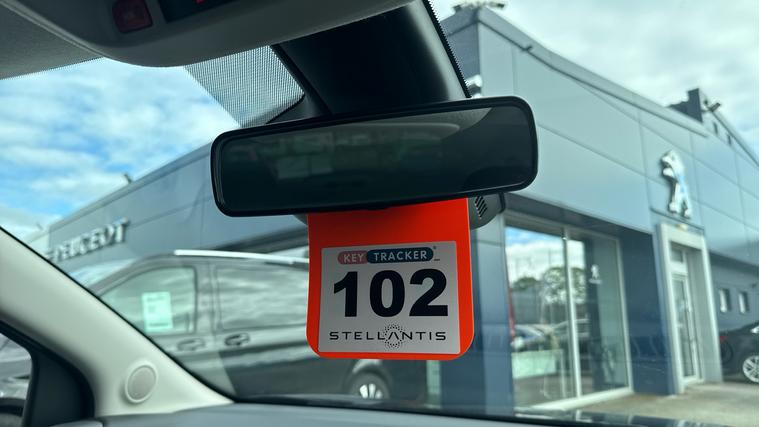 PEUGEOT
KEY TRACKER
102
STELLANTIS